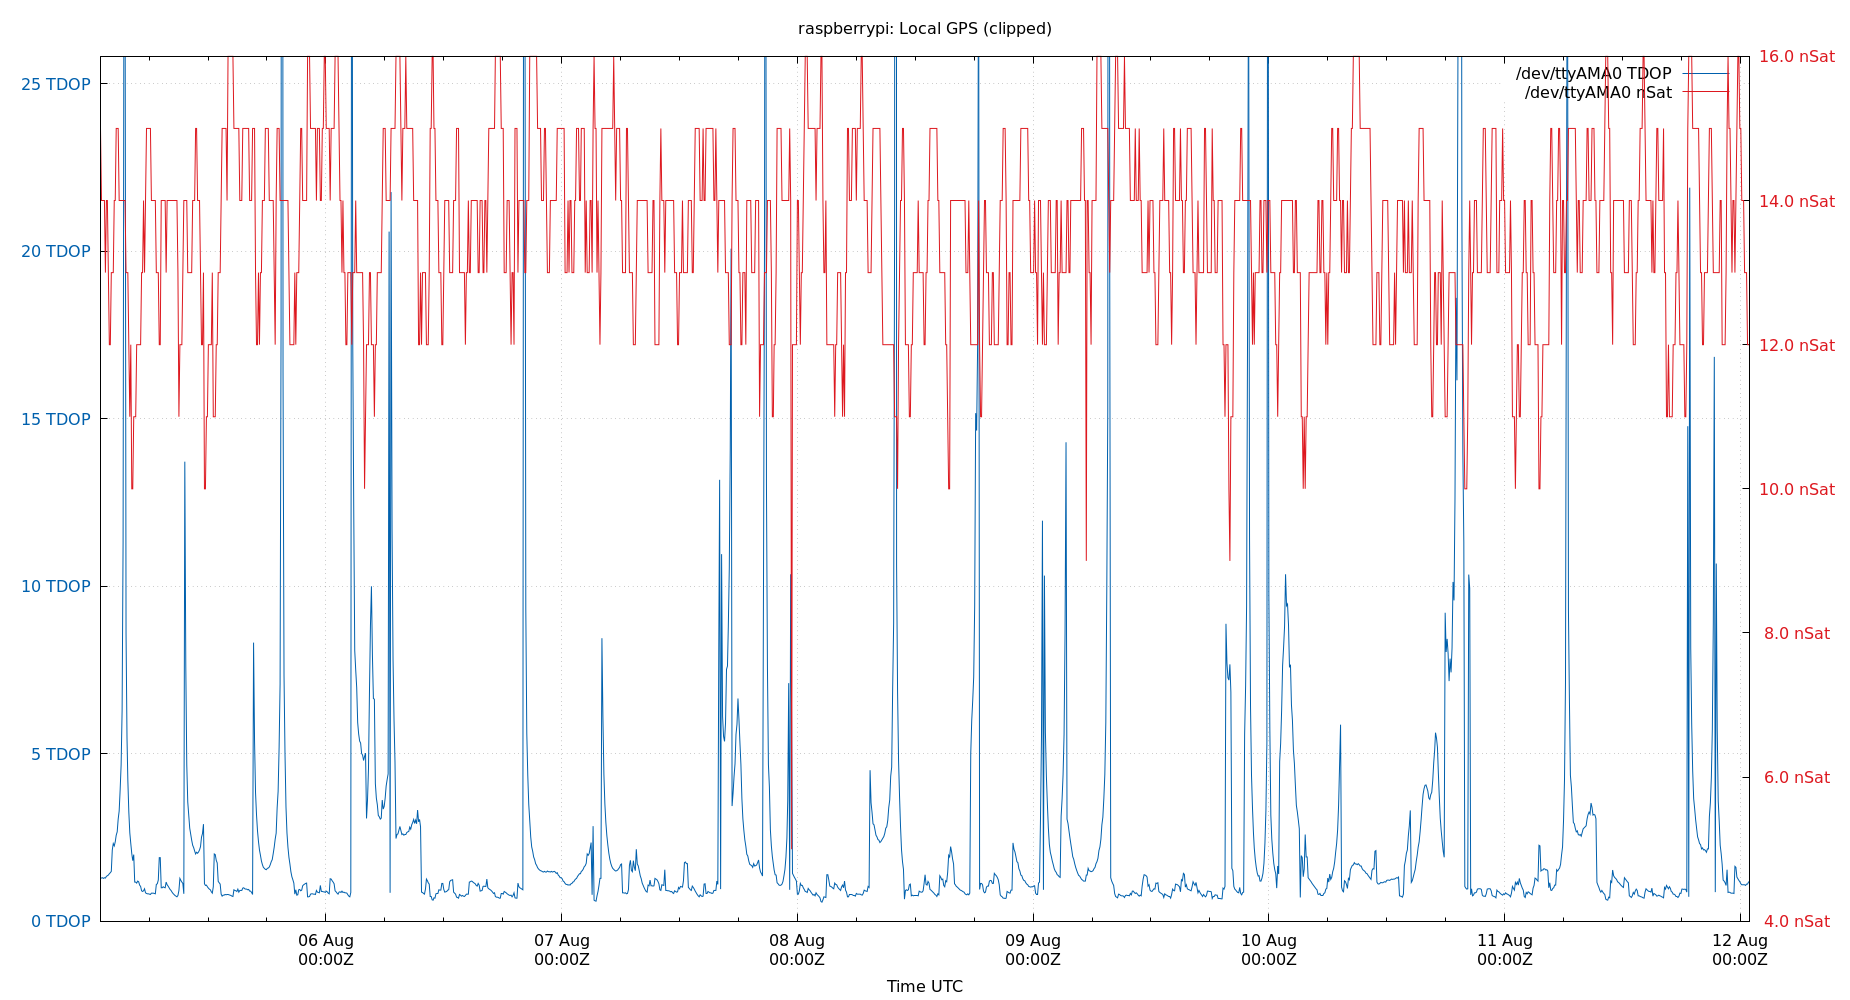 raspberrypi: Local GPS (clipped)
25 TDOP
20 TDOP
15 TDOP
10 TDOP
5 TDOP
0 TDOP
16.0 nSat
14.0 nSat
12.0 nSat
10.0 nSat
8.0 nSat
6.0 nSat
4.0 nSat
/dev/ttyAMA0 TDOP
/dev/ttyAMA0 nSat
06 Aug
00:00Z
07 Aug
00:00Z
08 Aug
00:00Z
09 Aug
00:00Z
10 Aug
00:00Z
11 Aug
00:00Z
12 Aug
00:00Z
Time UTC